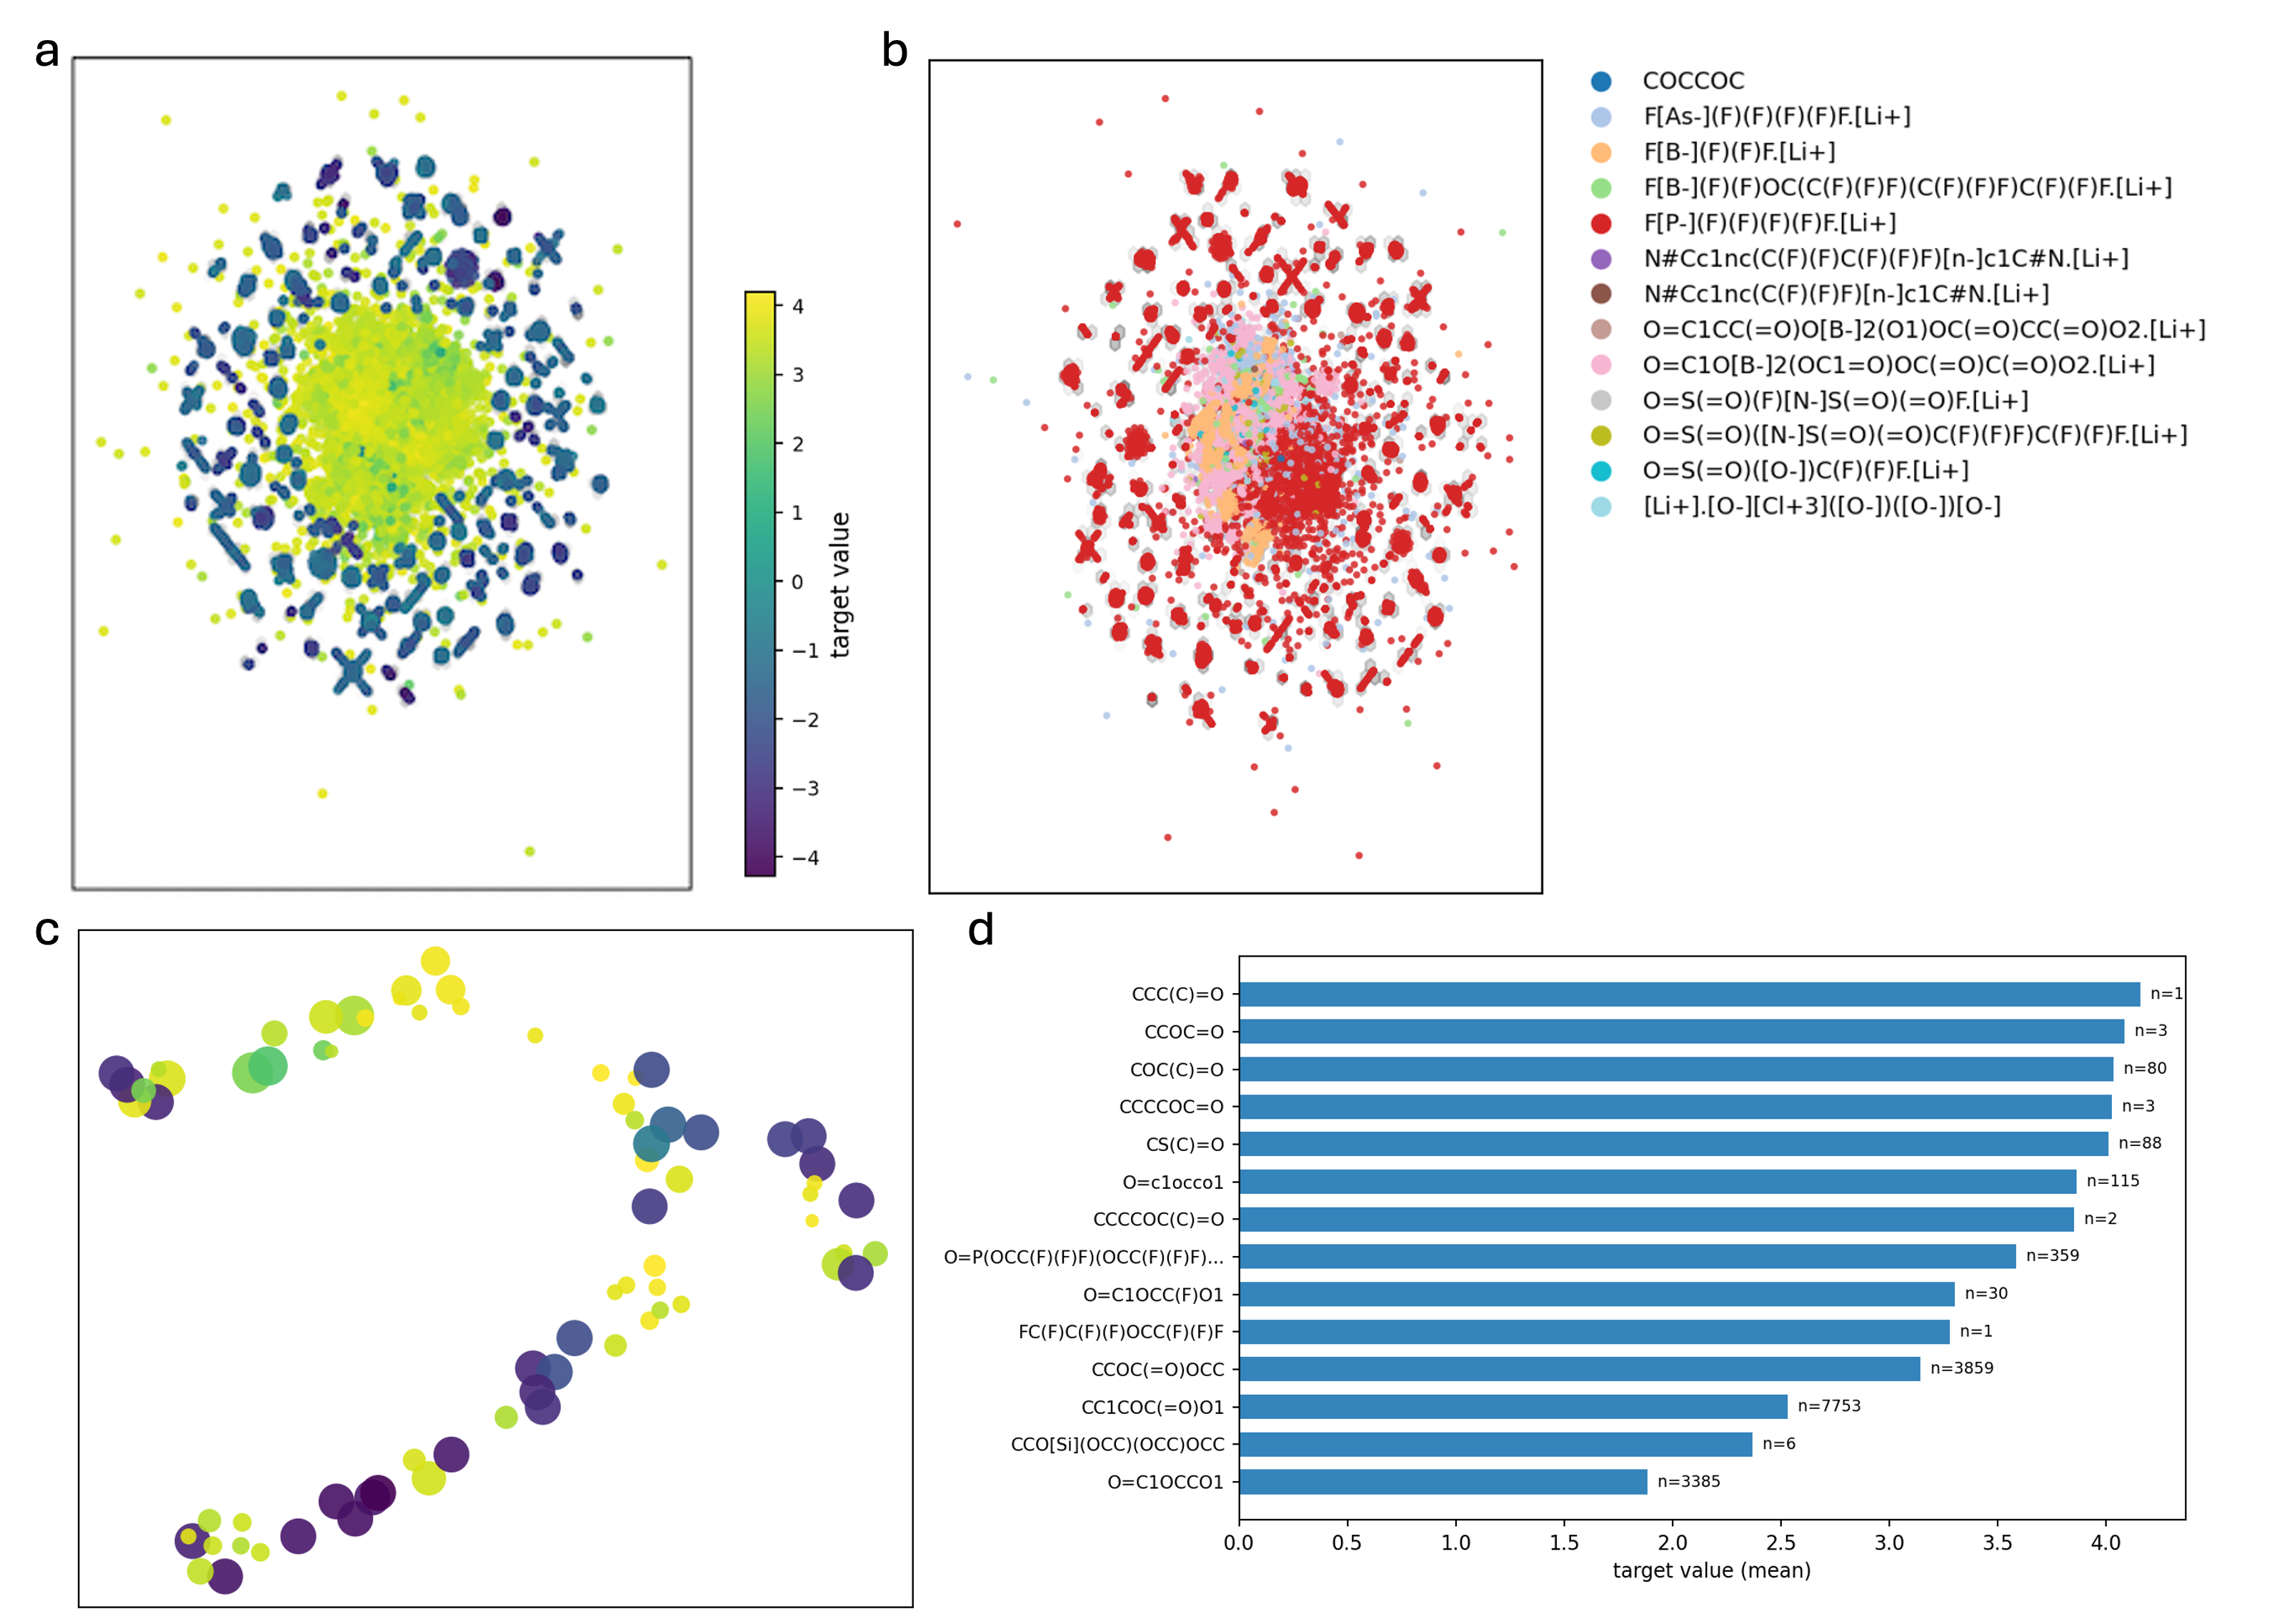 a
4
3
2
1
0
−1
−2
−3
−4
target value
b
COCCOC
F[As-](F)(F)(F)(F)F.[Li+]
F[B-](F)(F)F.[Li+]
F[B-](F)(F)OC(C(F)(F)F)(C(F)(F)F)C(F)(F)F.[Li+]
F[P-](F)(F)(F)(F)F.[Li+]
N#Cc1nc(C(F)(F)C(F)(F)F)[n-]c1C#N.[Li+]
N#Cc1nc(C(F)(F)F)[n-]c1C#N.[Li+]
O=C1CC(=O)O[B-]2(O1)OC(=O)CC(=O)O2.[Li+]
O=C1O[B-]2(OC1=O)OC(=O)C(=O)O2.[Li+]
O=S(=O)(F)[N-]S(=O)(=O)F.[Li+]
O=S(=O)([N-]S(=O)(=O)C(F)(F)F)C(F)(F)F.[Li+]
O=S(=O)([O-])C(F)(F)F.[Li+]
[Li+].[O-][Cl+3]([O-])([O-])[O-]
c
d
CCC(C)=O n=1
CCOC=O n=3
COC(C)=O n=80
CCCCOC=O n=3
CS(C)=O n=88
O=c1occo1 n=115
CCCCOC(C)=O n=2
O=P(OCC(F)(F)F)(OCC(F)(F)F)... n=359
O=C1OCC(F)O1 n=30
FC(F)C(F)(F)OCC(F)(F)F n=1
CCOC(=O)OCC n=3859
CC1COC(=O)O1 n=7753
CCO[Si](OCC)(OCC)OCC n=6
O=C1OCCO1 n=3385
0.0 0.5 1.0 1.5 2.0 2.5 3.0 3.5 4.0
target value (mean)